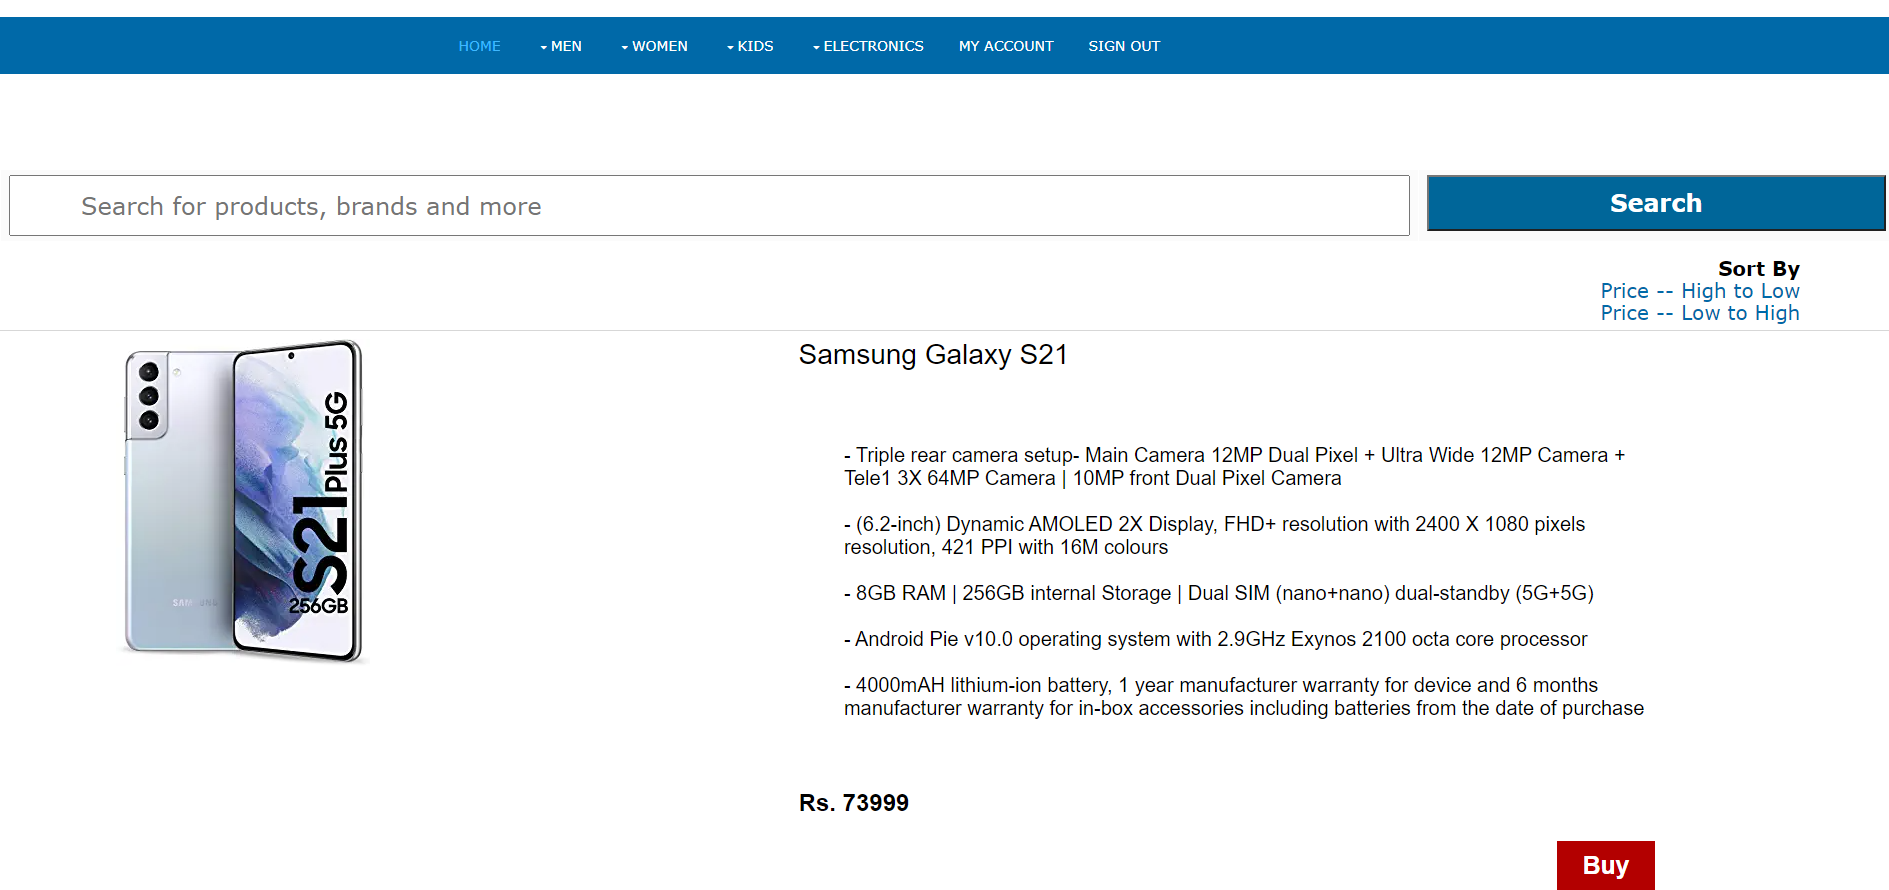 HOME MEN WOMEN KIDS ELECTRONICS MY ACCOUNT SIGN OUT
Search for products, brands and more
Search
Sort By
Price -- High to Low
Price -- Low to High
Samsung Galaxy S21
- Triple rear camera setup- Main Camera 12MP Dual Pixel + Ultra Wide 12MP Camera +
Tele1 3X 64MP Camera | 10MP front Dual Pixel Camera
- (6.2-inch) Dynamic AMOLED 2X Display, FHD+ resolution with 2400 X 1080 pixels
resolution, 421 PPI with 16M colours
- 8GB RAM | 256GB internal Storage | Dual SIM (nano+nano) dual-standby (5G+5G)
- Android Pie v10.0 operating system with 2.9GHz Exynos 2100 octa core processor
- 4000mAH lithium-ion battery, 1 year manufacturer warranty for device and 6 months
manufacturer warranty for in-box accessories including batteries from the date of purchase
S21 Plus 5G
256GB
SAMSUNG
Rs. 73999
Buy